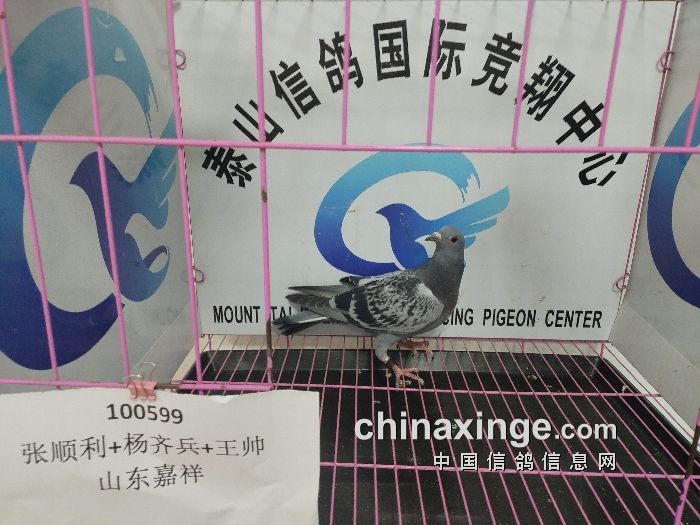 泰山信鸽国际竞翔中心
MOUNT TAI PIGEON CENTER
100599
张顺利+杨齐兵+王帅
山东嘉祥
chinaxinge.com
中国信鸽信息网